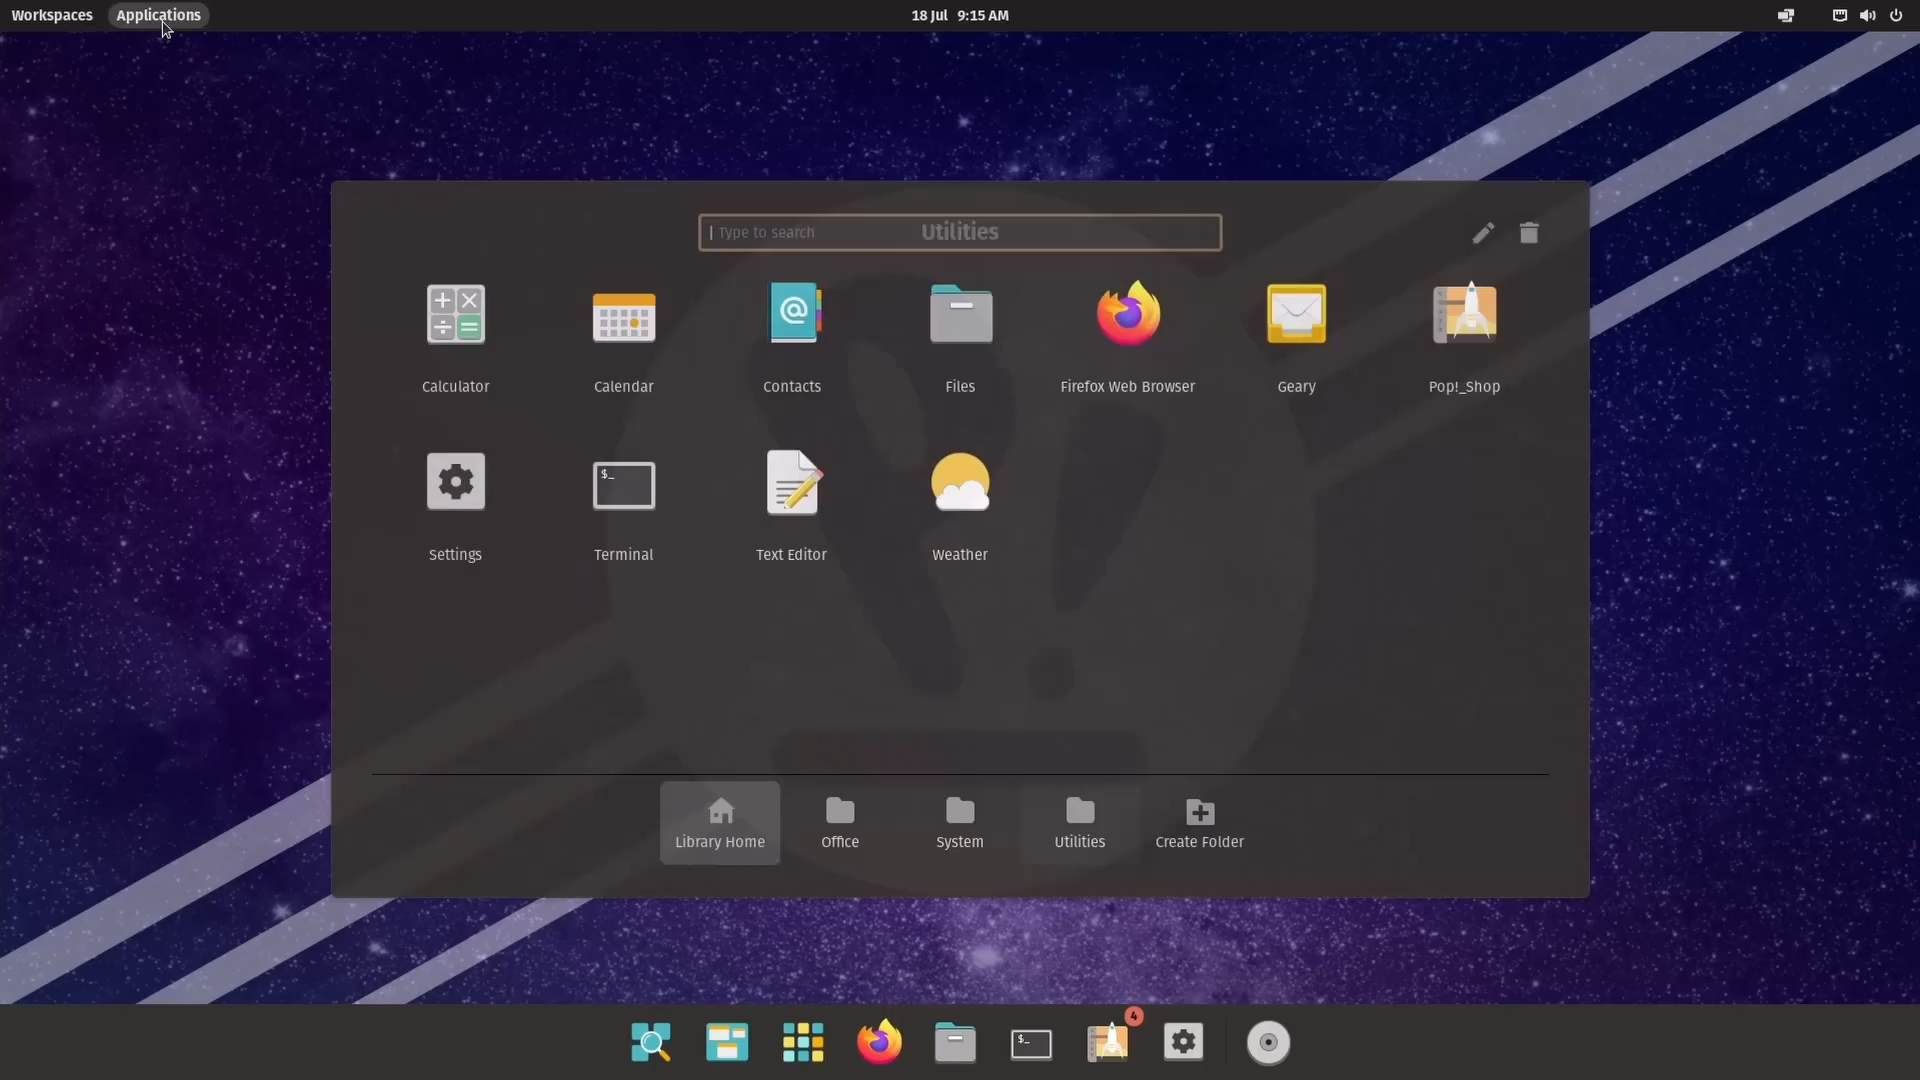 Workspaces Applications 18 Jul 9:15 AM
Type to search Utilities
Calculator Calendar Contacts Files Firefox Web Browser Geary Pop!_Shop
$_
Settings Terminal Text Editor Weather
Library Home Office System Utilities Create Folder
4
$_